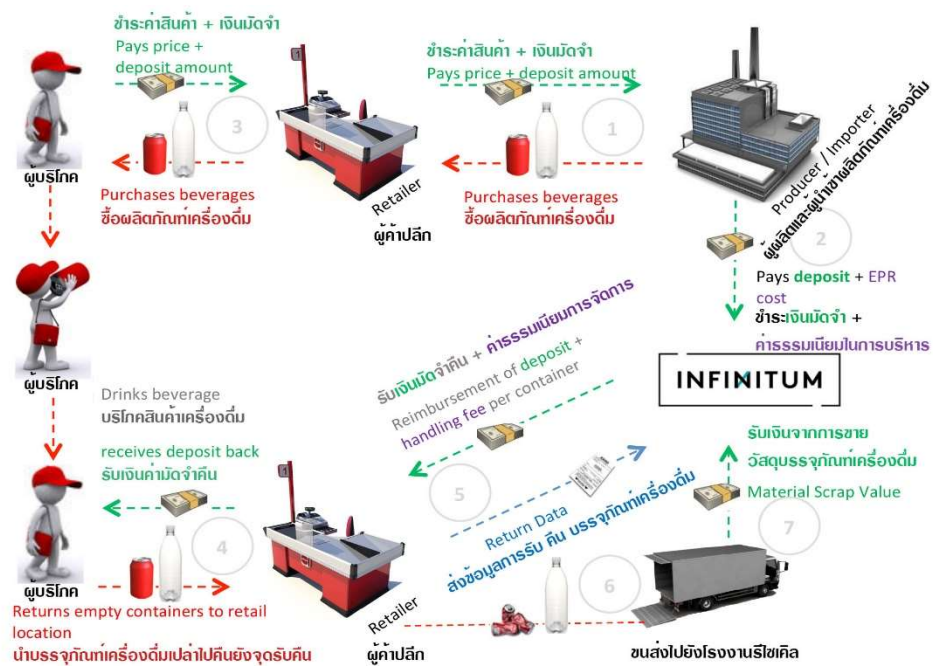 ชำระค่าสินค้า + เงินมัดจำ
Pays price +
deposit amount
3
Purchases beverages
ซื้อผลิตภัณฑ์เครื่องดื่ม
ผู้บริโภค
1
Retailer
ผู้ค้าปลีก
ชำระค่าสินค้า + เงินมัดจำ
Pays price + deposit amount
1
Purchases beverages
ซื้อผลิตภัณฑ์เครื่องดื่ม
Producer / Importer
ผู้ผลิตและผู้นำเข้าผลิตภัณฑ์เครื่องดื่ม
2
Pays deposit + EPR
cost
ชำระเงินมัดจำ +
ค่าธรรมเนียมในการบริหาร
INFINITUM
ผู้บริโภค
Drinks beverage
บริโภคสินค้าเครื่องดื่ม
receives deposit back
รับเงินค่ามัดจำคืน
4
ผู้บริโภค
Returns empty containers to retail
location
นำบรรจุภัณฑ์เครื่องดื่มเปล่าไปคืนยังจุดรับคืน
1
Retailer
ผู้ค้าปลีก
รับเงินมัดจำคืน + ค่าธรรมเนียมการจัดการ
Reimbursement of deposit +
handling fee per container
5
Return Data
ส่งข้อมูลการรับ คืน บรรจุภัณฑ์เครื่องดื่ม
6
รับเงินจากการขาย
วัสดุบรรจุภัณฑ์เครื่องดื่ม
Material Scrap Value
7
ขนส่งไปยังโรงงานรีไซเคิล